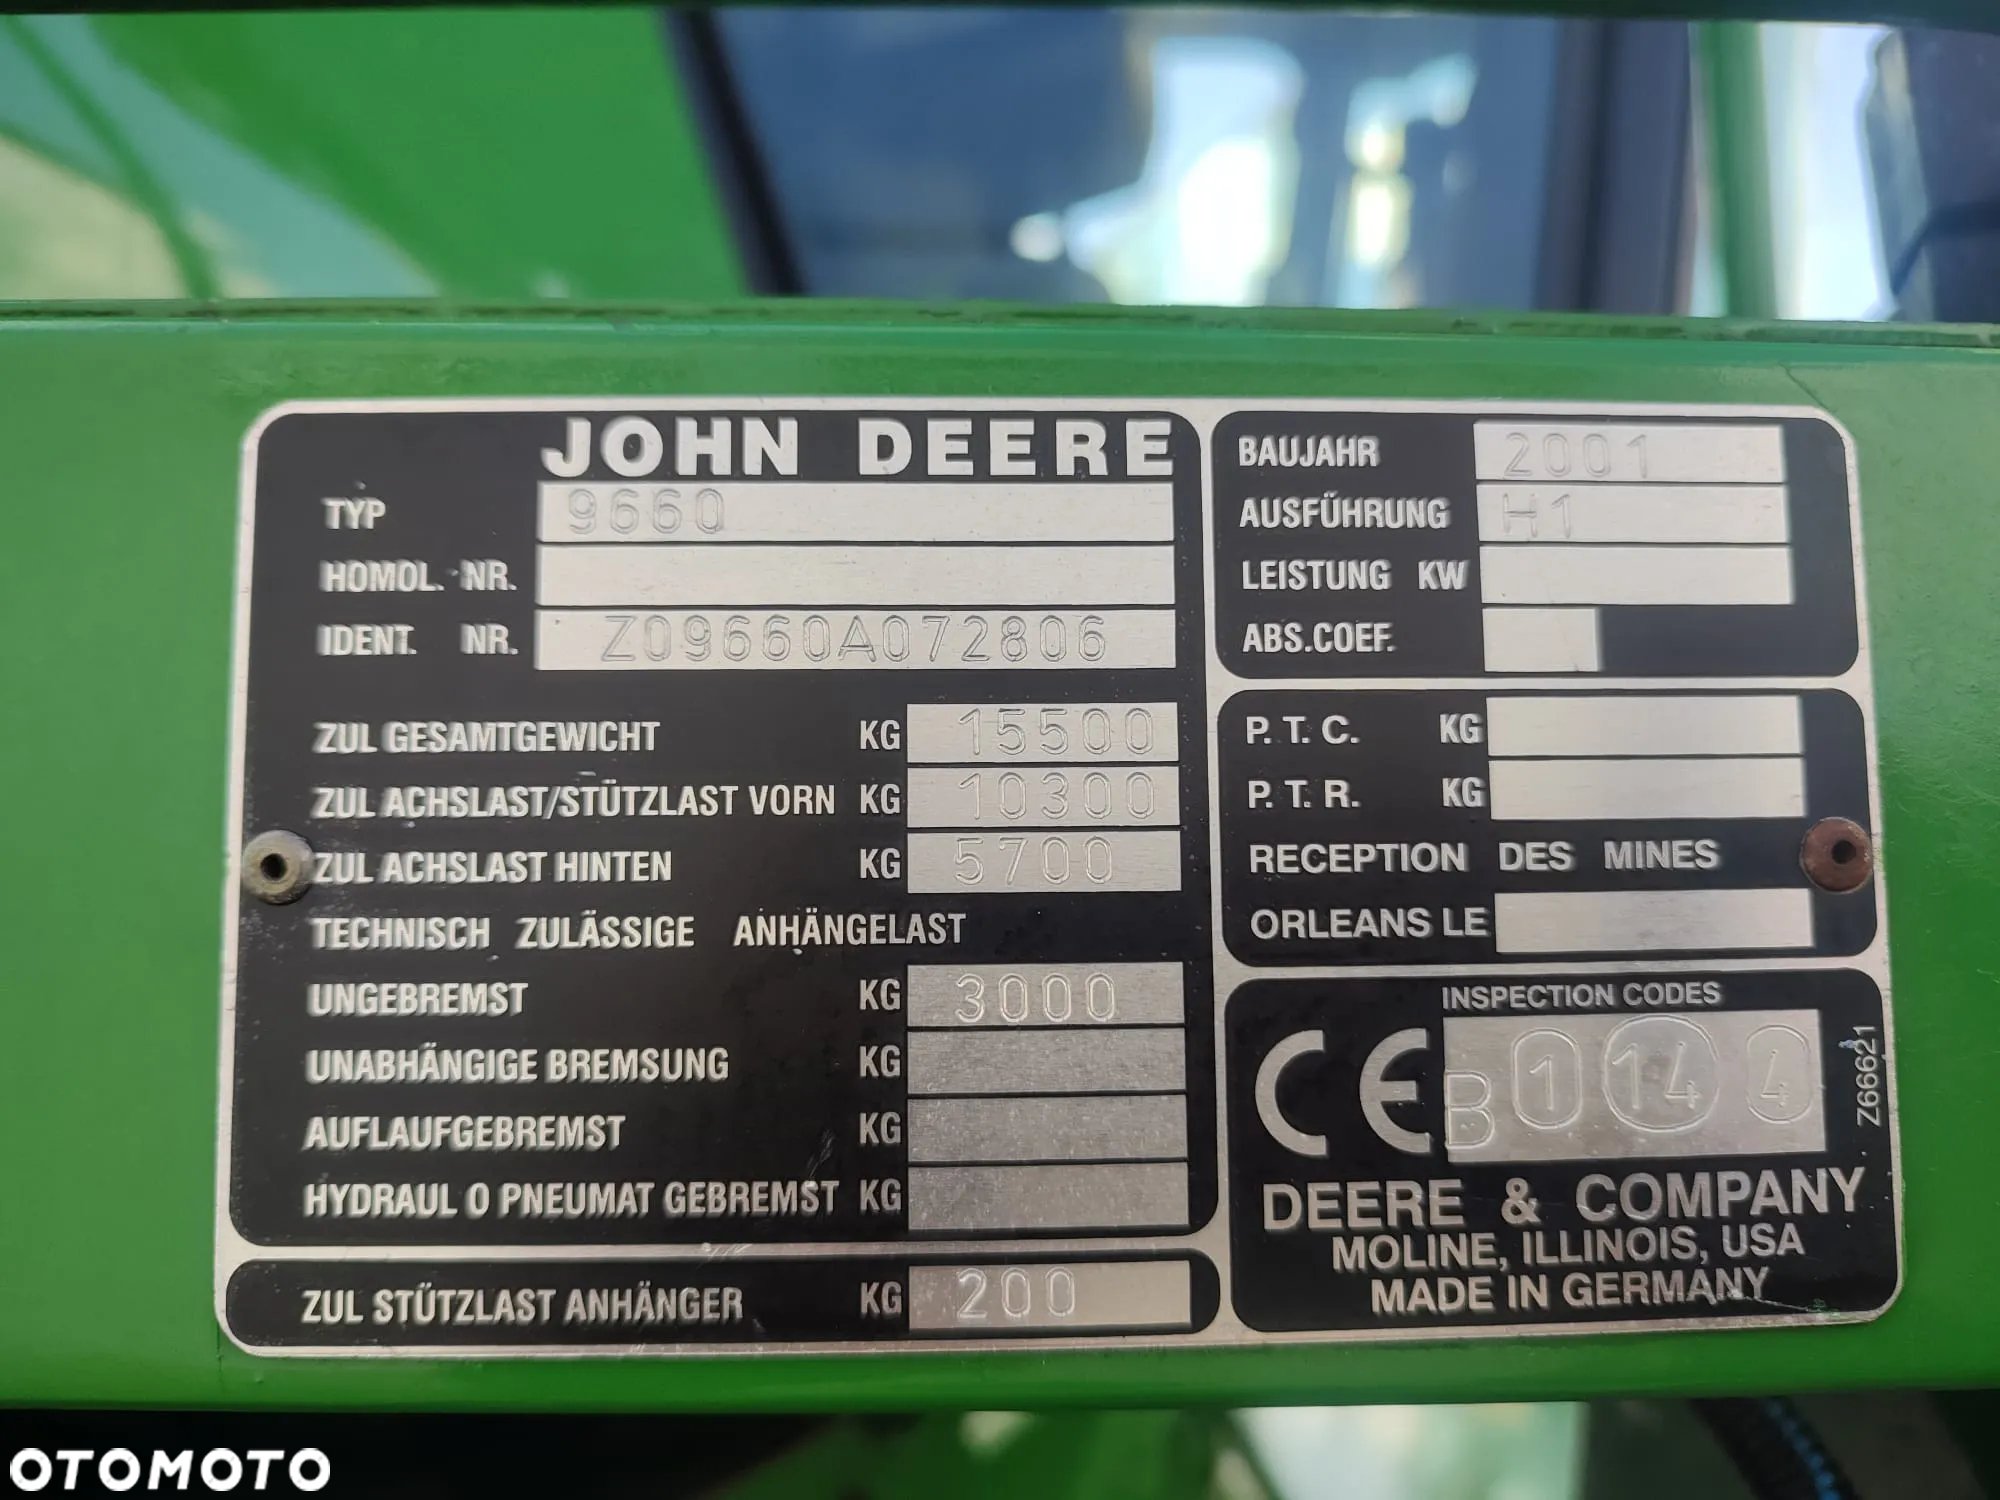 JOHN DEERE
TYP 9660
HOMOL. NR.
IDENT. NR. Z09660A072806
ZUL GESAMTGEWICHT KG 15500
ZUL ACHSLAST/STÜTZLAST VORN KG 10300
ZUL ACHSLAST HINTEN KG 5700
TECHNISCH ZULÄSSIGE ANHÄNGELAST
UNGEBREMST KG 3000
UNABHÄNGIGE BREMSUNG KG
AUFLAUFGEBREMST KG
HYDRAUL O PNEUMAT GEBREMST KG
ZUL STÜTZLAST ANHÄNGER KG 200
BAUJAHR 2001
AUSFÜHRUNG H1
LEISTUNG KW
ABS.COEF.
P. T. C. KG
P. T. R. KG
RECEPTION DES MINES
ORLEANS LE
INSPECTION CODES
CE B 1 14 4
Z66621
DEERE & COMPANY
MOLINE, ILLINOIS, USA
MADE IN GERMANY
OTOMOTO